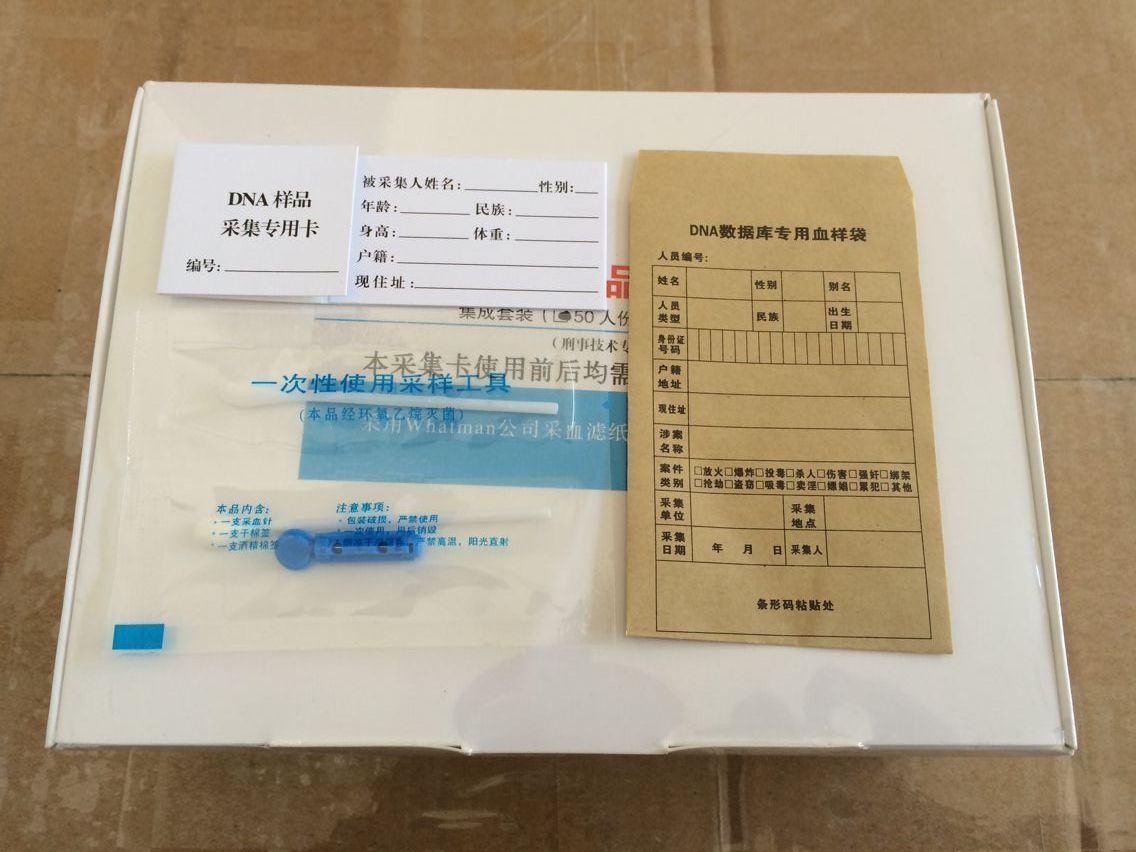 DNA 样品
采集专用卡
编号:
被采集人姓名: 性别:
年龄: 民族:
身高: 体重:
户籍:
现住址:
品
集成套装 ( 50 人份
(刑事技术专
本采集卡使用前后均需
采用Whatman公司采血滤纸
一次性使用采样工具
(本品经环氧乙烷灭菌)
本品内含:
· 一支采血针
· 一支干棉签
· 一支酒精棉签
注意事项:
· 包装破损,严禁使用
· 一次使用,用后销毁
严禁高温,阳光直射
DNA数据库专用血样袋
人员编号:
姓名 性别 别名
人员类型 民族 出生日期
身份证号码
户籍地址
现住址
涉案名称
案件类别 □放火□爆炸□投毒□杀人□伤害□强奸□绑架
□抢劫□盗窃□吸毒□卖淫□嫖娼□累犯□其他
采集单位 采集地点
采集日期 年 月 日 采集人
条形码粘贴处